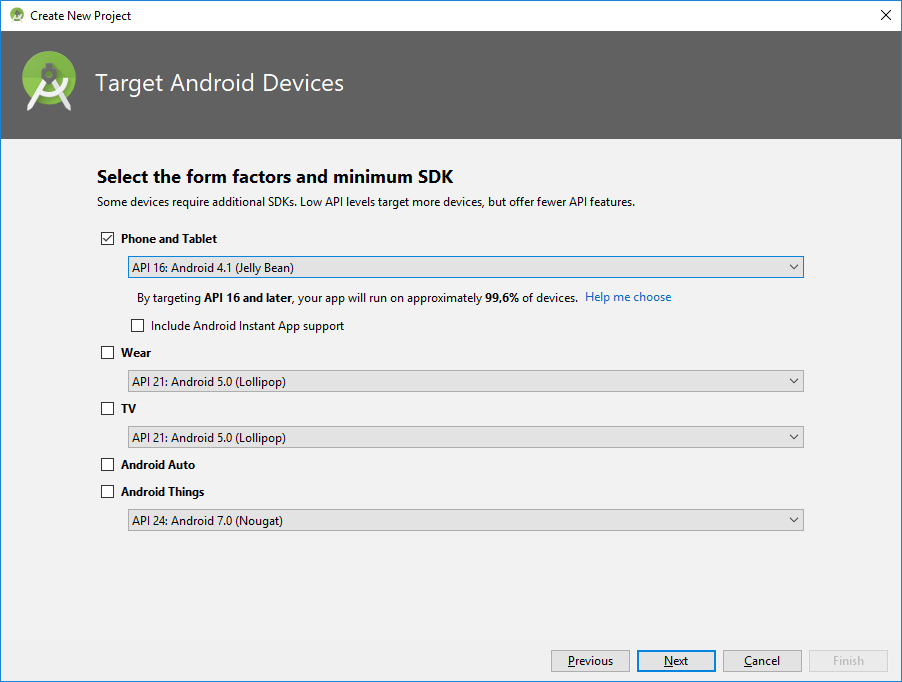 Create New Project
Target Android Devices
Select the form factors and minimum SDK
Some devices require additional SDKs. Low API levels target more devices, but offer fewer API features.
Phone and Tablet
API 16: Android 4.1 (Jelly Bean)
By targeting API 16 and later, your app will run on approximately 99,6% of devices. Help me choose
Include Android Instant App support
Wear
API 21: Android 5.0 (Lollipop)
TV
API 21: Android 5.0 (Lollipop)
Android Auto
Android Things
API 24: Android 7.0 (Nougat)
Previous Next Cancel Finish